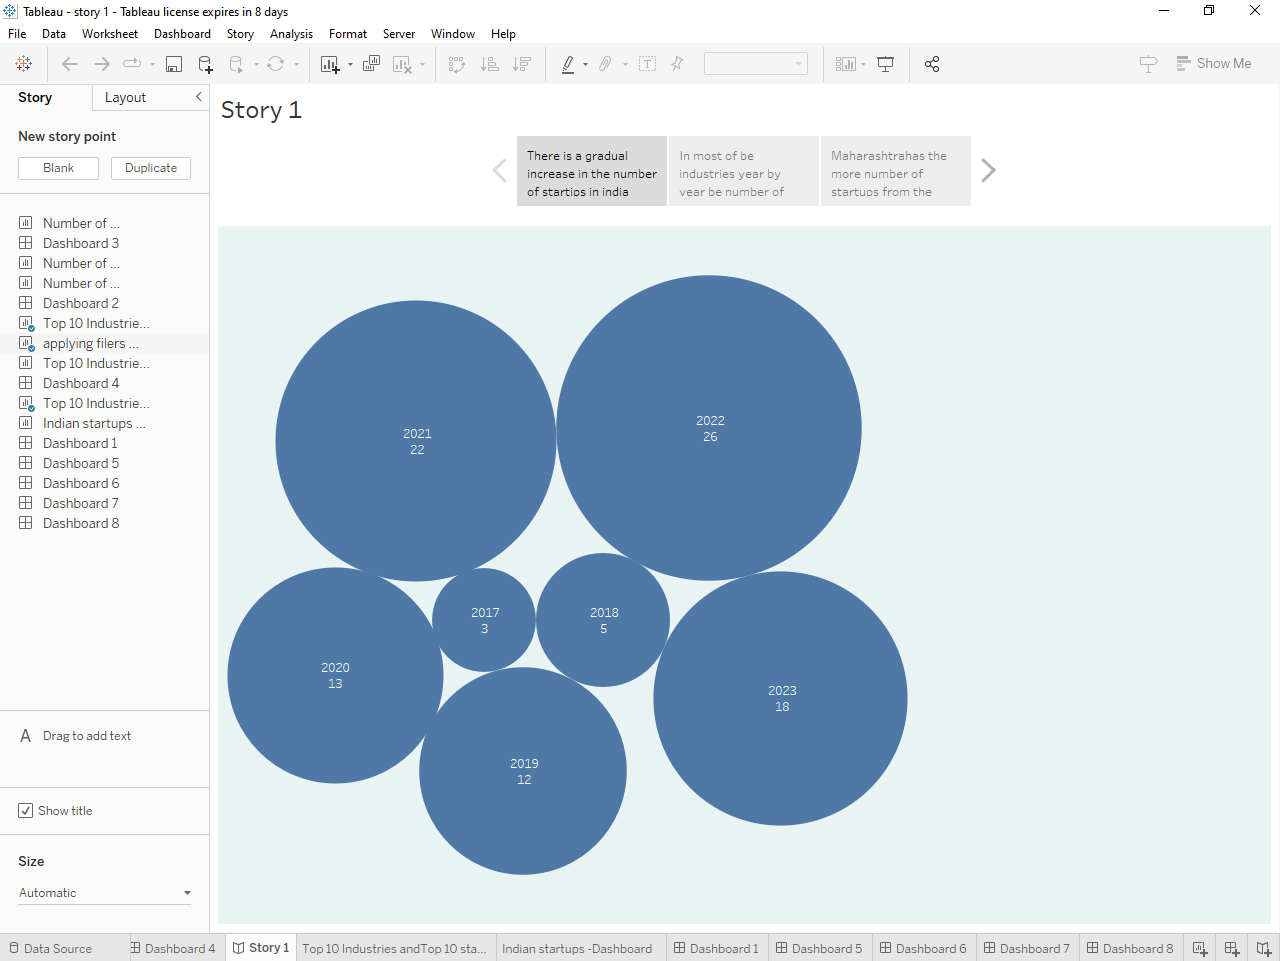 Tableau - story 1 - Tableau license expires in 8 days
File Data Worksheet Dashboard Story Analysis Format Server Window Help
Show Me
Story Layout
New story point
Blank Duplicate
Number of ...
Dashboard 3
Number of ...
Number of ...
Dashboard 2
Top 10 Industrie...
applying filers ...
Top 10 Industrie...
Dashboard 4
Top 10 Industrie...
Indian startups ...
Dashboard 1
Dashboard 5
Dashboard 6
Dashboard 7
Dashboard 8
A Drag to add text
Show title
Size
Automatic
Story 1
There is a gradual
increase in the number
of startips in india
In most of be
industries year by
year be number of
Maharashtrahas the
more number of
startups from the
2021
22
2022
26
2017
3
2018
5
2020
13
2023
18
2019
12
Data Source Dashboard 4 Story 1 Top 10 Industries andTop 10 sta... Indian startups -Dashboard Dashboard 1 Dashboard 5 Dashboard 6 Dashboard 7 Dashboard 8